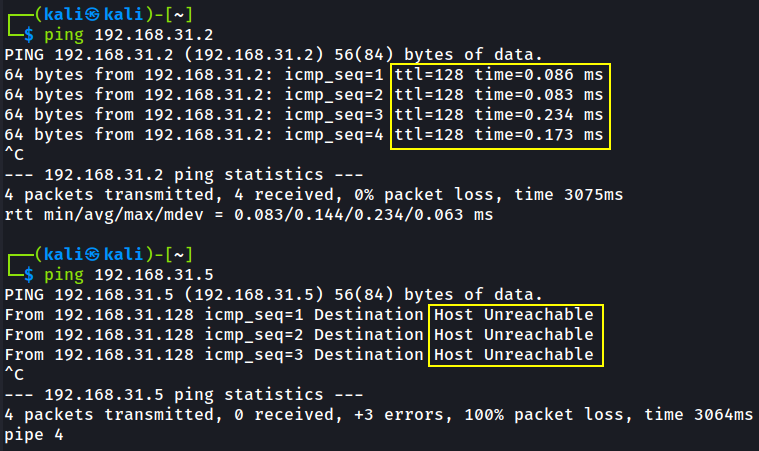 ┌──(kali㉿kali)-[~]
└─$ ping 192.168.31.2
PING 192.168.31.2 (192.168.31.2) 56(84) bytes of data.
64 bytes from 192.168.31.2: icmp_seq=1 ttl=128 time=0.086 ms
64 bytes from 192.168.31.2: icmp_seq=2 ttl=128 time=0.083 ms
64 bytes from 192.168.31.2: icmp_seq=3 ttl=128 time=0.234 ms
64 bytes from 192.168.31.2: icmp_seq=4 ttl=128 time=0.173 ms
^C
--- 192.168.31.2 ping statistics ---
4 packets transmitted, 4 received, 0% packet loss, time 3075ms
rtt min/avg/max/mdev = 0.083/0.144/0.234/0.063 ms
┌──(kali㉿kali)-[~]
└─$ ping 192.168.31.5
PING 192.168.31.5 (192.168.31.5) 56(84) bytes of data.
From 192.168.31.128 icmp_seq=1 Destination Host Unreachable
From 192.168.31.128 icmp_seq=2 Destination Host Unreachable
From 192.168.31.128 icmp_seq=3 Destination Host Unreachable
^C
--- 192.168.31.5 ping statistics ---
4 packets transmitted, 0 received, +3 errors, 100% packet loss, time 3064ms
pipe 4